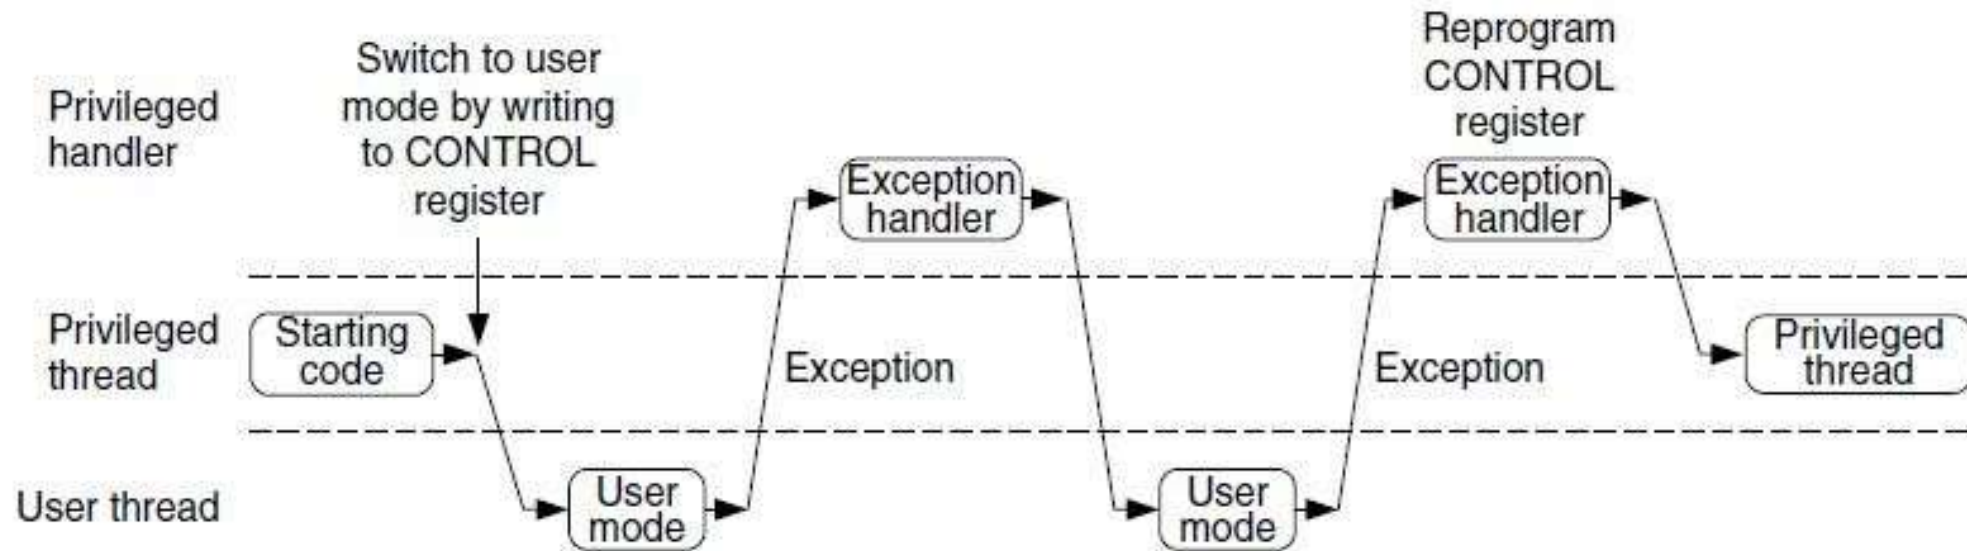 Privileged
handler
Switch to user
mode by writing
to CONTROL
register
Exception
handler
Reprogram
CONTROL
register
Exception
handler
Privileged
thread
Starting
code
Exception
Exception
Privileged
thread
User thread
User
mode
User
mode